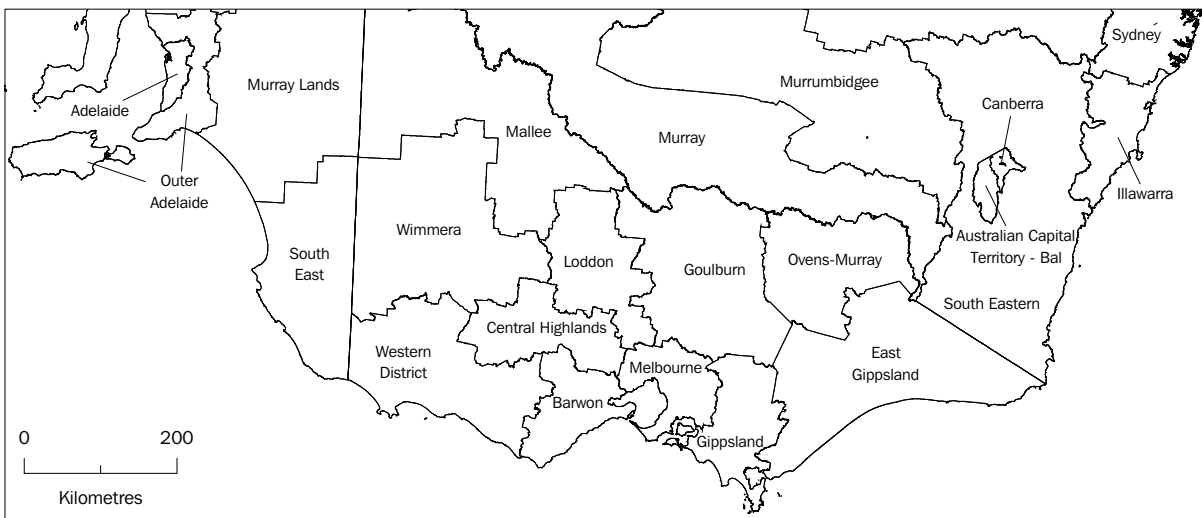 Sydney
Murray Lands
Murrumbidgee
Adelaide
Canberra
Mallee
Murray
Outer
Adelaide
Illawarra
Wimmera
Australian Capital
Territory - Bal
South
East
Loddon
Goulburn
Ovens-Murray
South Eastern
Central Highlands
Western
District
Melbourne
East
Gippsland
Barwon
Gippsland
0
200
Kilometres